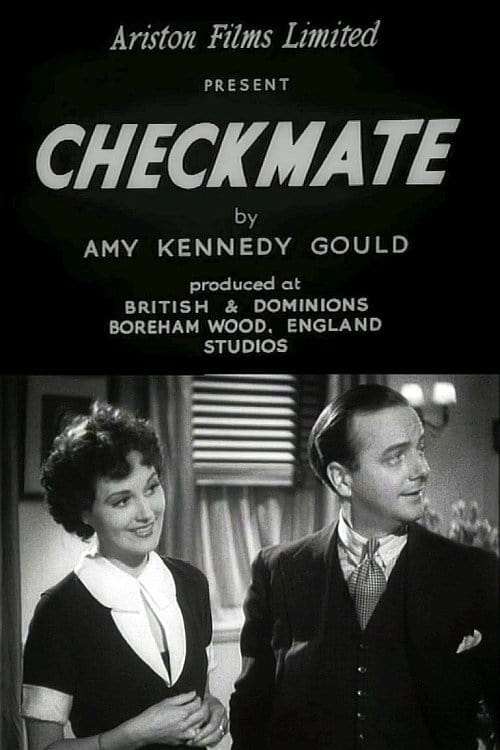 Ariston Films Limited
PRESENT
CHECKMATE
by
AMY KENNEDY GOULD
produced at
BRITISH & DOMINIONS
BOREHAM WOOD, ENGLAND
STUDIOS